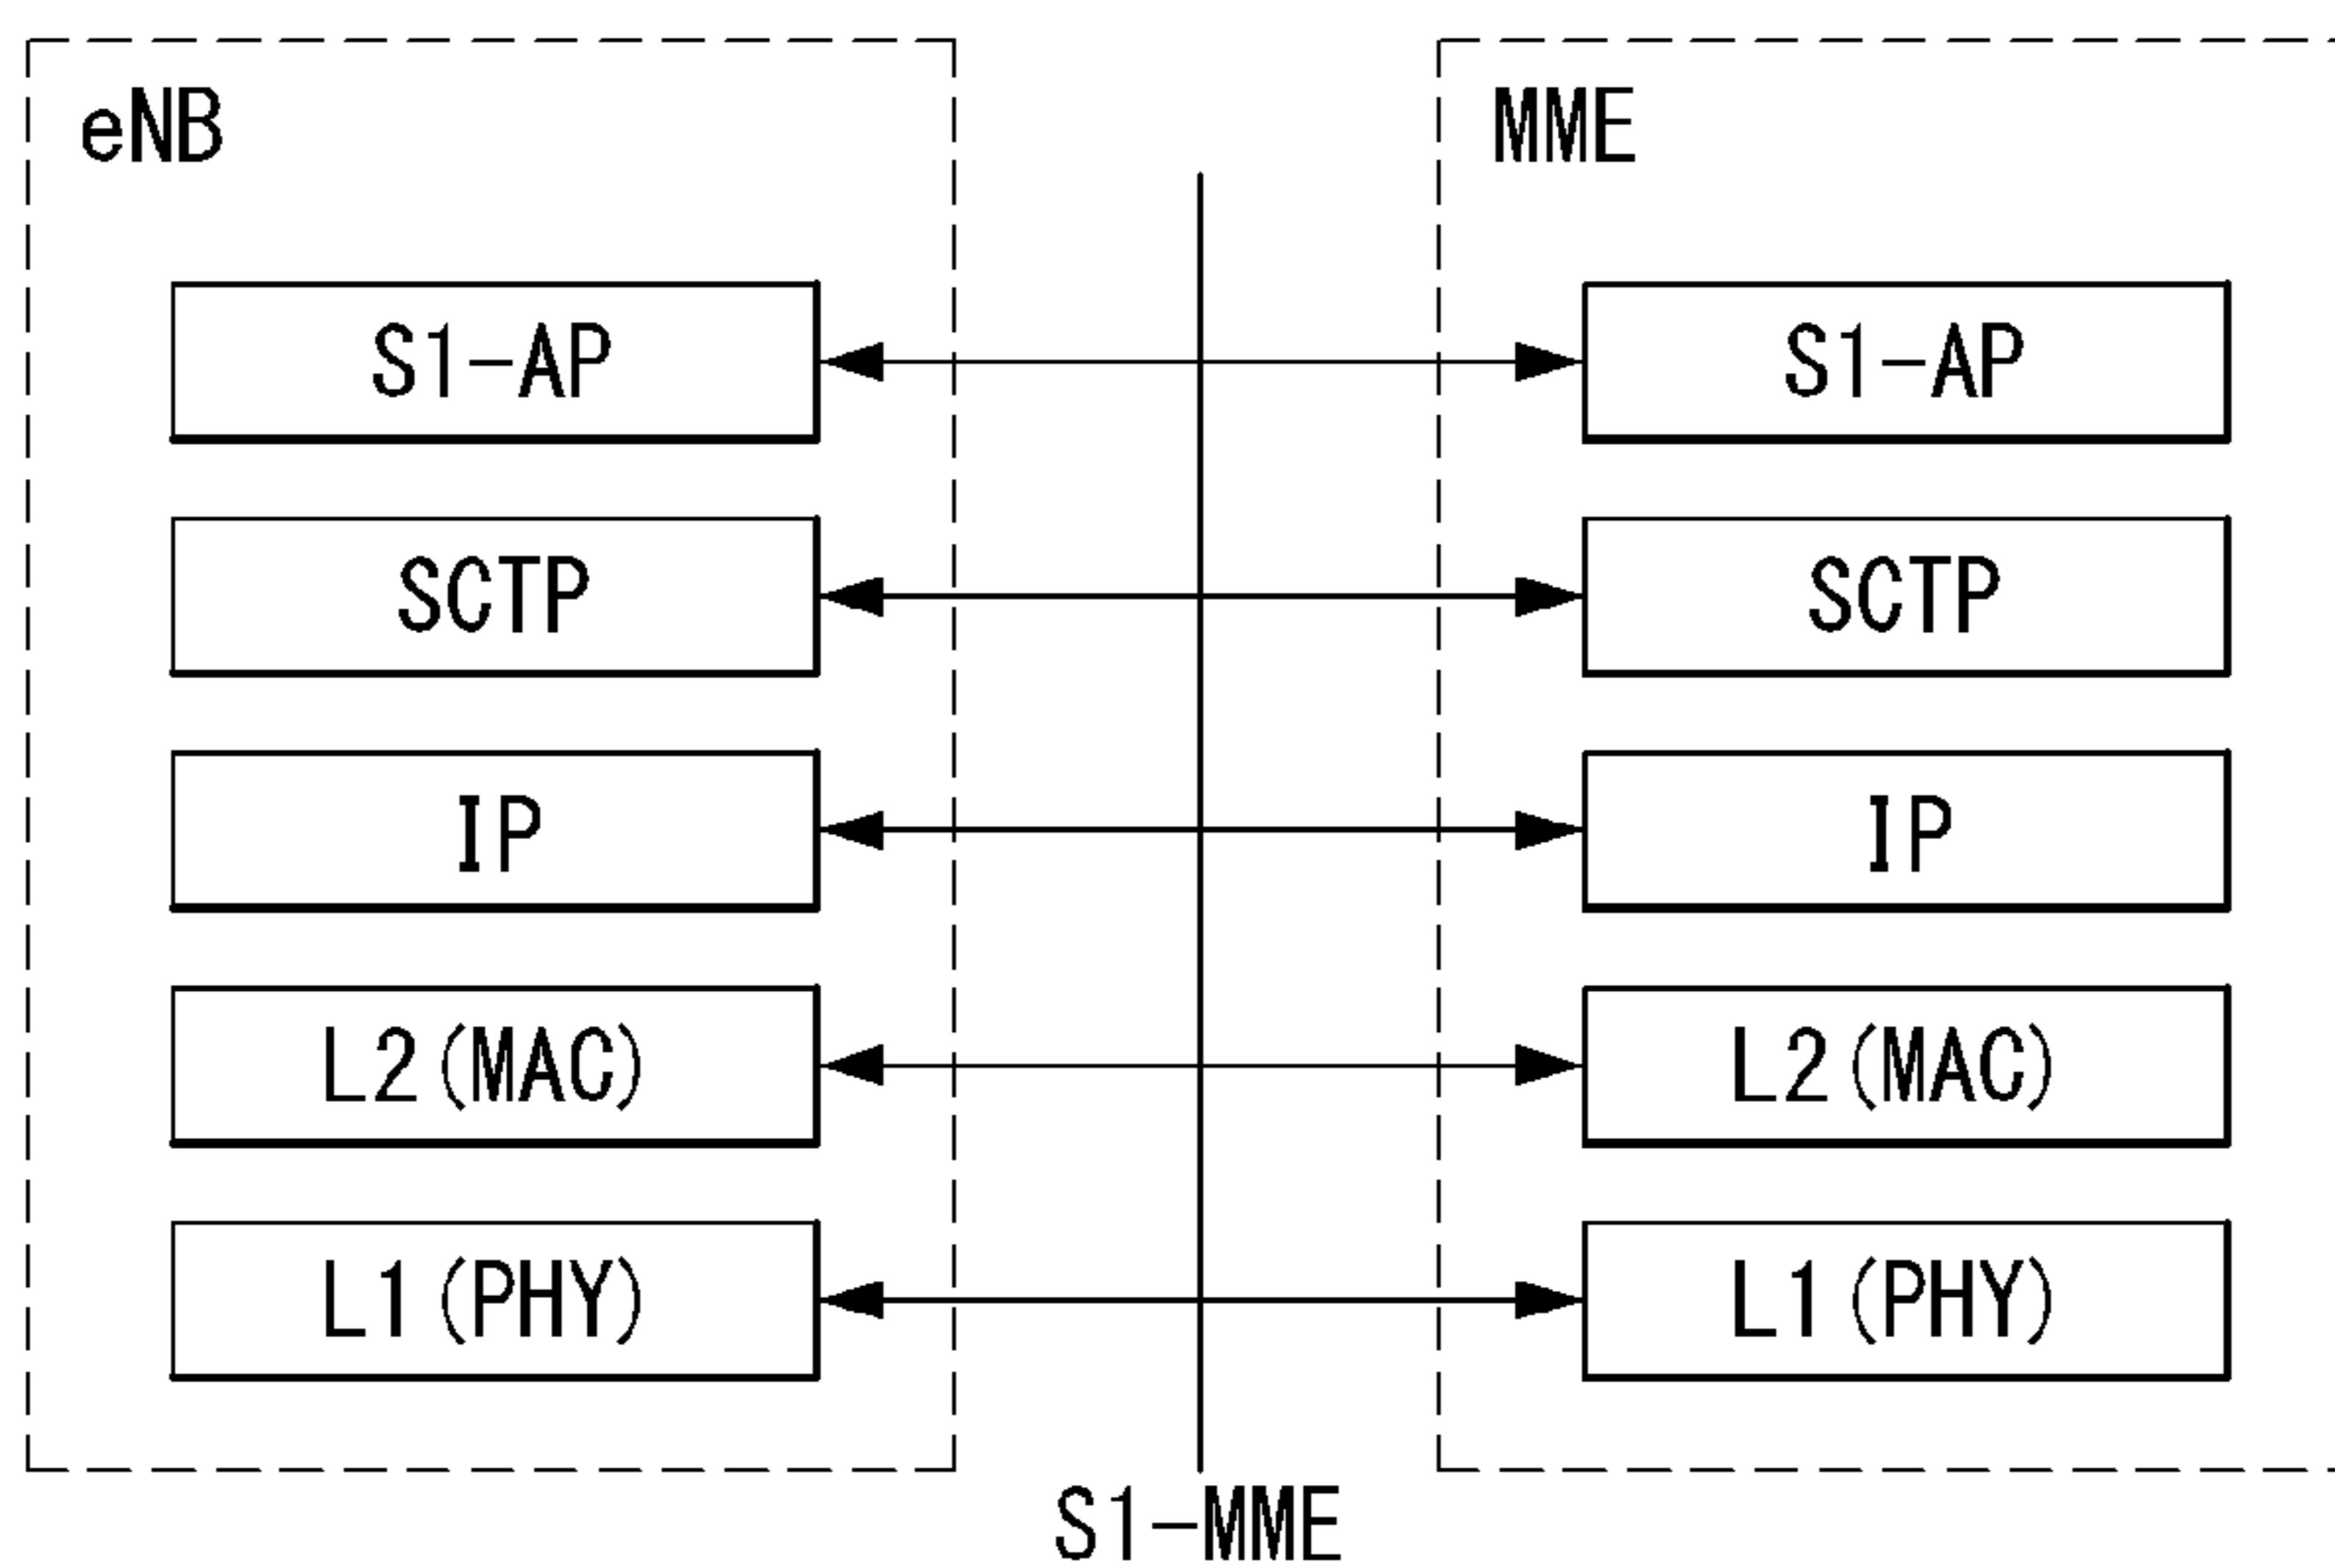 eNB
MME
S1-AP
S1-AP
SCTP
SCTP
IP
IP
L2(MAC)
L2(MAC)
L1(PHY)
L1(PHY)
S1-MME